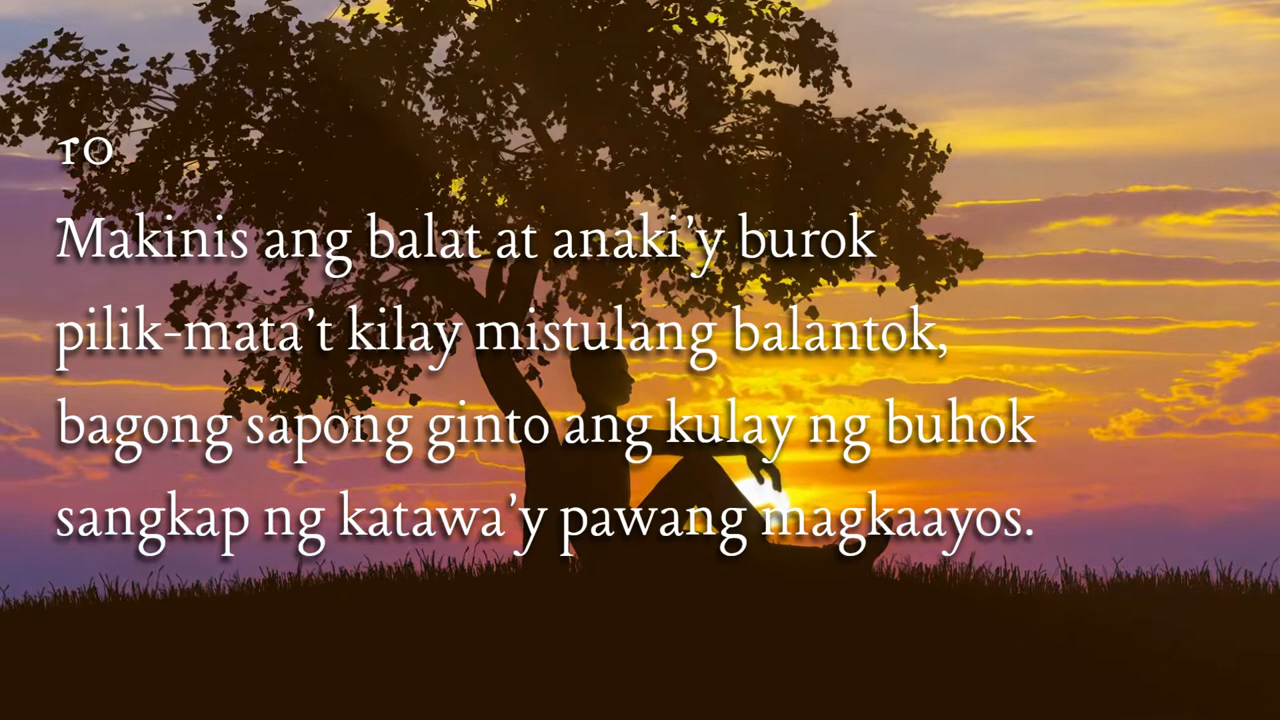 10
Makinis ang balat at anaki'y burok
pilik-mata't kilay mistulang balantok,
bagong sapong ginto ang kulay ng buhok
sangkap ng katawa'y pawang magkaayos.